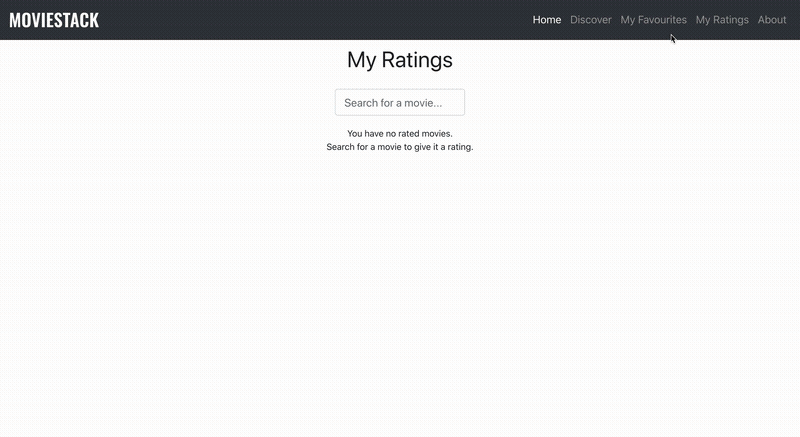 MOVIESTACK
Home Discover My Favourites My Ratings About
My Ratings
Search for a movie...
You have no rated movies.
Search for a movie to give it a rating.